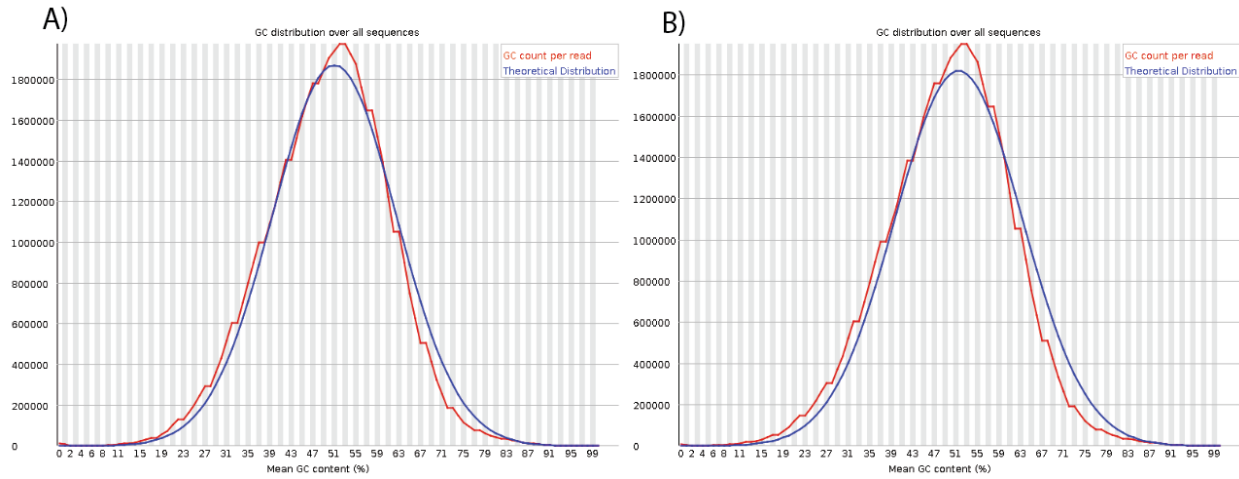 A)
GC distribution over all sequences
GC count per read
Theoretical Distribution
1800000
1600000
1400000
1200000
1000000
800000
600000
400000
200000
0
0 2 4 6 8 11 15 19 23 27 31 35 39 43 47 51 55 59 63 67 71 75 79 83 87 91 95 99
Mean GC content (%)
B)
GC distribution over all sequences
GC count per read
Theoretical Distribution
1800000
1600000
1400000
1200000
1000000
800000
600000
400000
200000
0
0 2 4 6 8 11 15 19 23 27 31 35 39 43 47 51 55 59 63 67 71 75 79 83 87 91 95 99
Mean GC content (%)